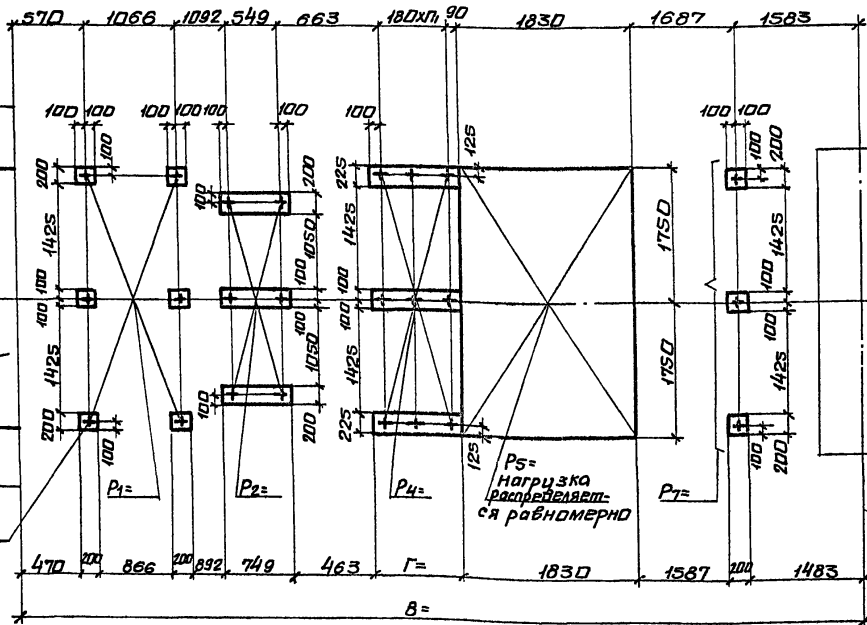 570 1066 1092 549 663 180хп₁ 90 1830 1687 1583
100 100 100 100 100 100 100 100 100
100 125 100
200 100 200 225 200
1425 1050 1425 1750 1425
100 100 100 100
100 100 100 100
1425 1050 1425 1750 1425
200 100 200 225 200
100 125 100
P₁= P₂= P₄= P₅= P₇=
нагрузка
распределяет-
ся равномерно
470 200 866 200 892 749 463 Г= 1830 1587 200 1483
В=